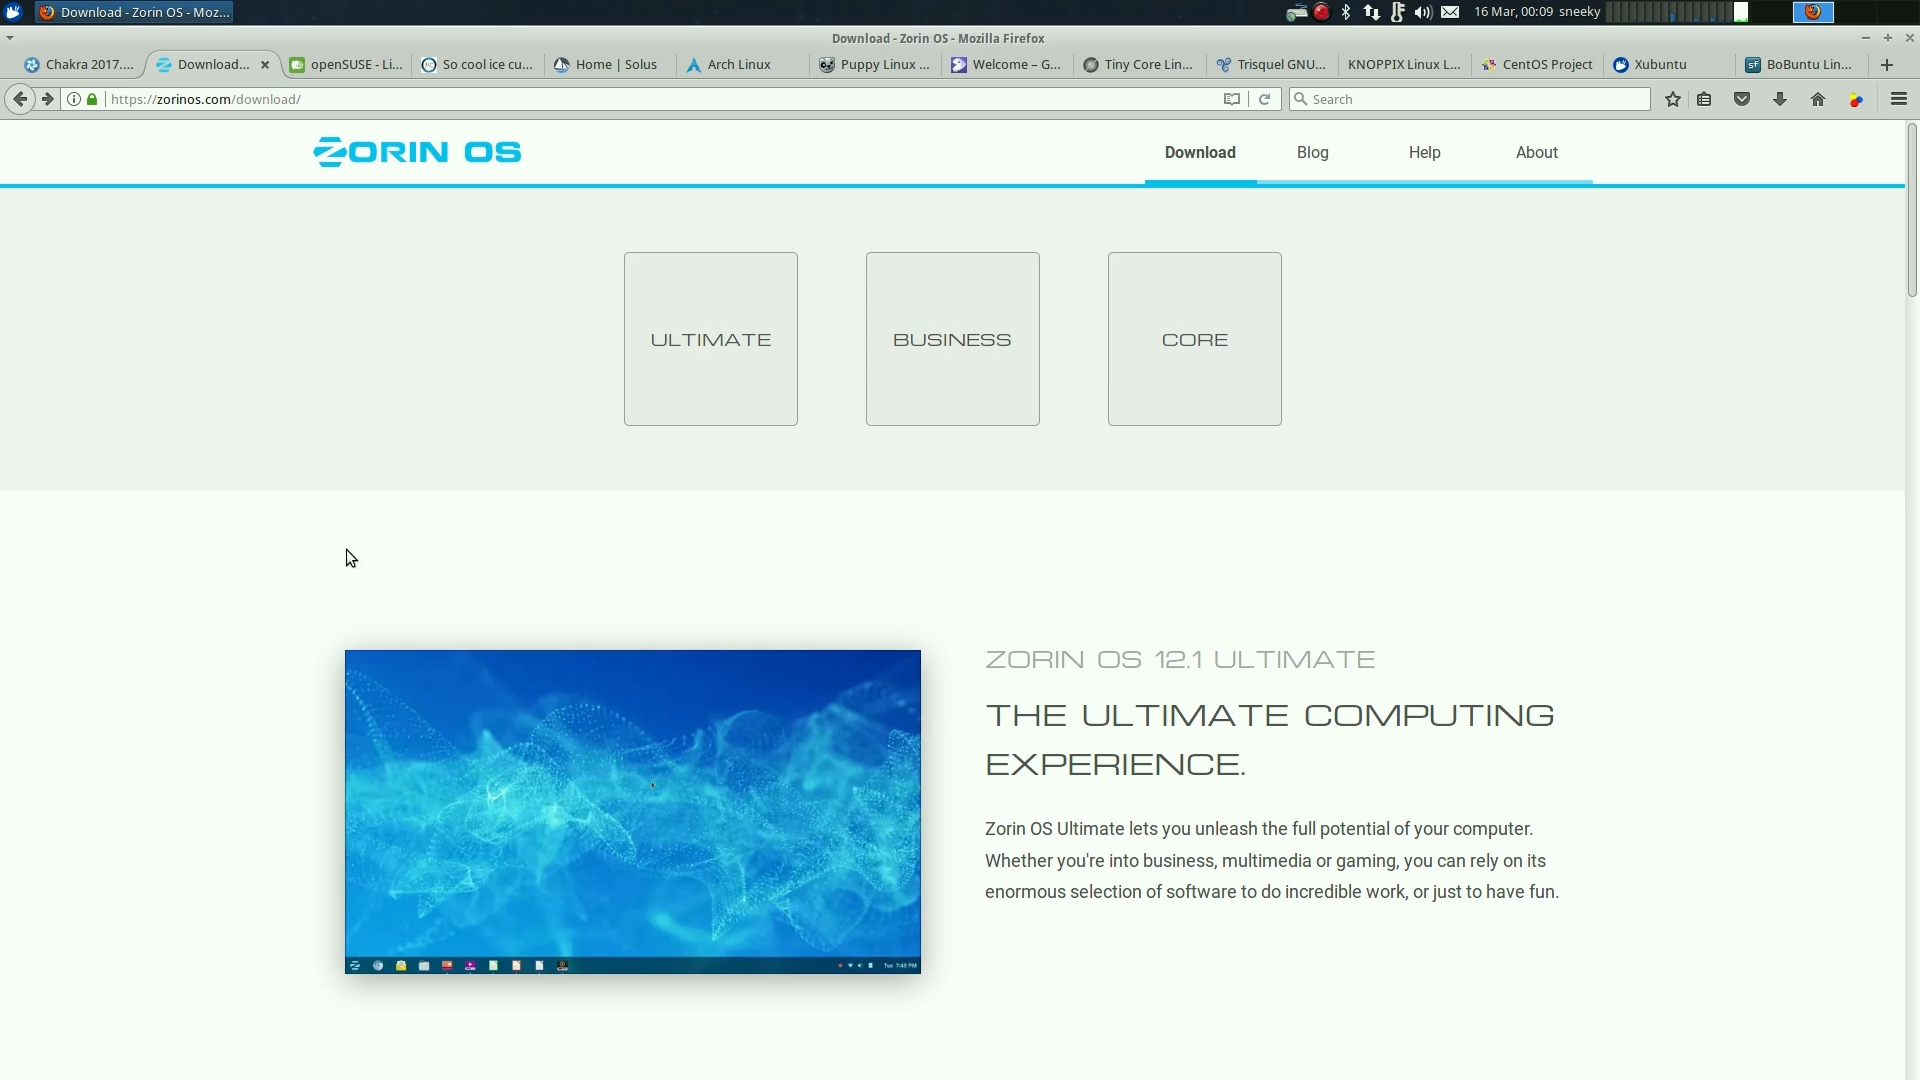 Download - Zorin OS - Moz...
16 Mar, 00:09 sneeky
Download - Zorin OS - Mozilla Firefox
Chakra 2017....
Download...
openSUSE - Li...
So cool ice cu...
Home | Solus
Arch Linux
Puppy Linux ...
Welcome – G...
Tiny Core Lin...
Trisquel GNU...
KNOPPIX Linux L...
CentOS Project
Xubuntu
BoBuntu Lin...
https://zorinos.com/download/
Search
ZORIN OS
Download
Blog
Help
About
ULTIMATE
BUSINESS
CORE
ZORIN OS 12.1 ULTIMATE
THE ULTIMATE COMPUTING
EXPERIENCE.
Zorin OS Ultimate lets you unleash the full potential of your computer.
Whether you're into business, multimedia or gaming, you can rely on its
enormous selection of software to do incredible work, or just to have fun.
Tue 7:48 PM